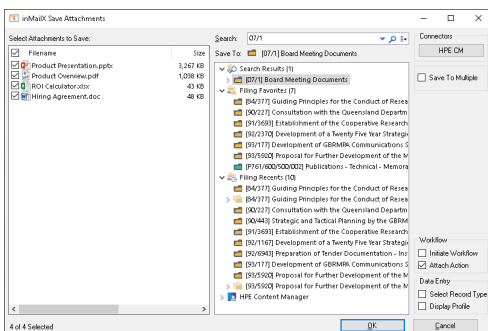 inMailX Save Attachments
Select Attachments to Save:
Filename Size
Product Presentation.pptx 3,267 KB
Product Overview.pdf 1,098 KB
ROI Calculator.xlsx 43 KB
Hiring Agreement.doc 48 KB
4 of 4 Selected
Search: 07/1
Save To: [07/1] Board Meeting Documents
Search Results (1)
[07/1] Board Meeting Documents
Filing Favorites (7)
[84/377] Guiding Principles for the Conduct of Resea
[90/227] Consultation with the Queensland Departm
[91/3693] Establishment of the Cooperative Research
[92/2370] Development of a Twenty Five Year Strategi
[93/177] Development of GBRMPA Communications S
[93/5920] Proposal for Further Development of the M
[P761/600/500/002] Publications - Technical - Memora
Filing Recents (10)
[84/377] Guiding Principles for the Conduct of Resea
[84/377] Guiding Principles for the Conduct of Resea
[90/227] Consultation with the Queensland Departm
[90/443] Strategic and Tactical Planning by the GBRM
[91/3693] Establishment of the Cooperative Research
[92/1167] Development of a Twenty Five Year Strategi
[92/6943] Preparation of Tender Documentation - Ins
[93/177] Development of GBRMPA Communications S
[93/5920] Proposal for Further Development of the M
[93/5920] Proposal for Further Development of the M
HPE Content Manager
OK
Connectors
HPE CM
Save To Multiple
Workflow
Initiate Workflow
Attach Action
Data Entry
Select Record Type
Display Profile
Cancel